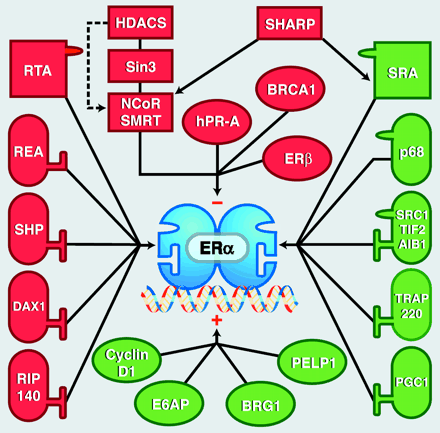 HDACS
SHARP
RTA
Sin3
SRA
NCoR
SMRT
hPR-A
BRCA1
REA
ERβ
p68
–
SHP
ERα
SRC1
TIF2
AIB1
DAX1
TRAP
220
+
Cyclin
D1
PELP1
RIP
140
E6AP
BRG1
PGC1